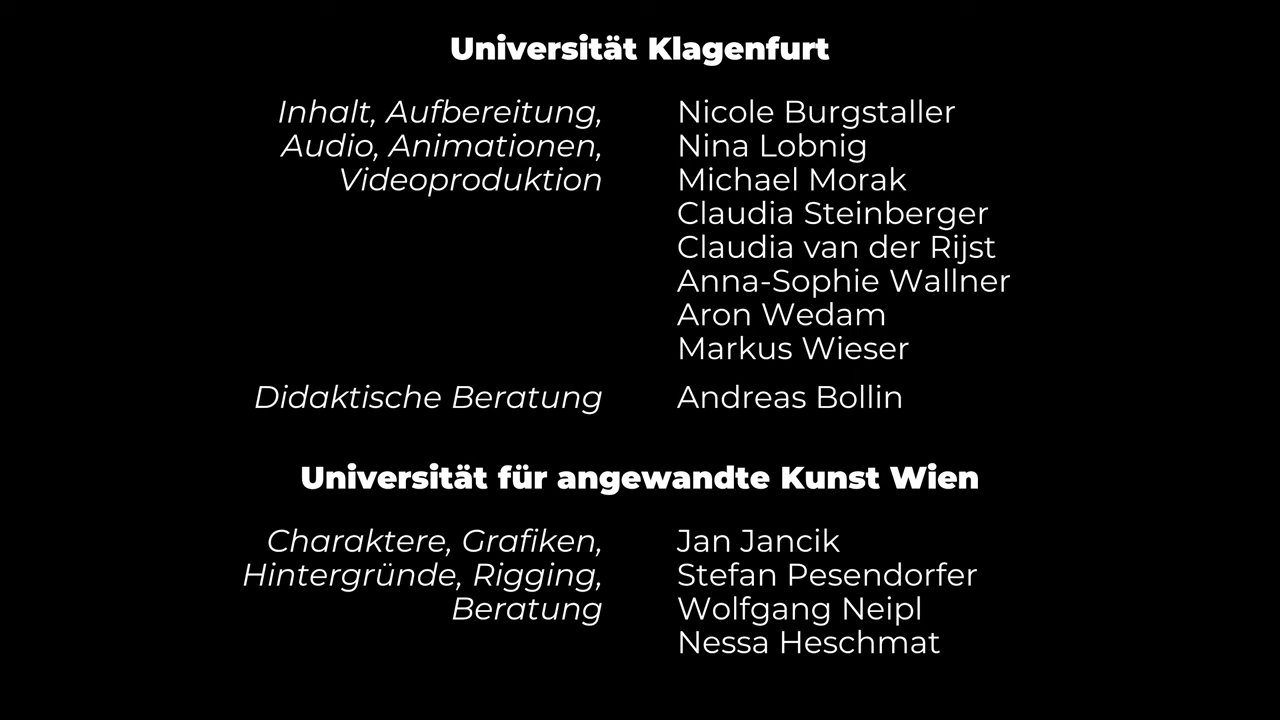 Universität Klagenfurt
Inhalt, Aufbereitung, Nicole Burgstaller
Audio, Animationen, Nina Lobnig
Videoproduktion Michael Morak
Claudia Steinberger
Claudia van der Rijst
Anna-Sophie Wallner
Aron Wedam
Markus Wieser
Didaktische Beratung Andreas Bollin
Universität für angewandte Kunst Wien
Charaktere, Grafiken, Jan Jancik
Hintergründe, Rigging, Stefan Pesendorfer
Beratung Wolfgang Neipl
Nessa Heschmat